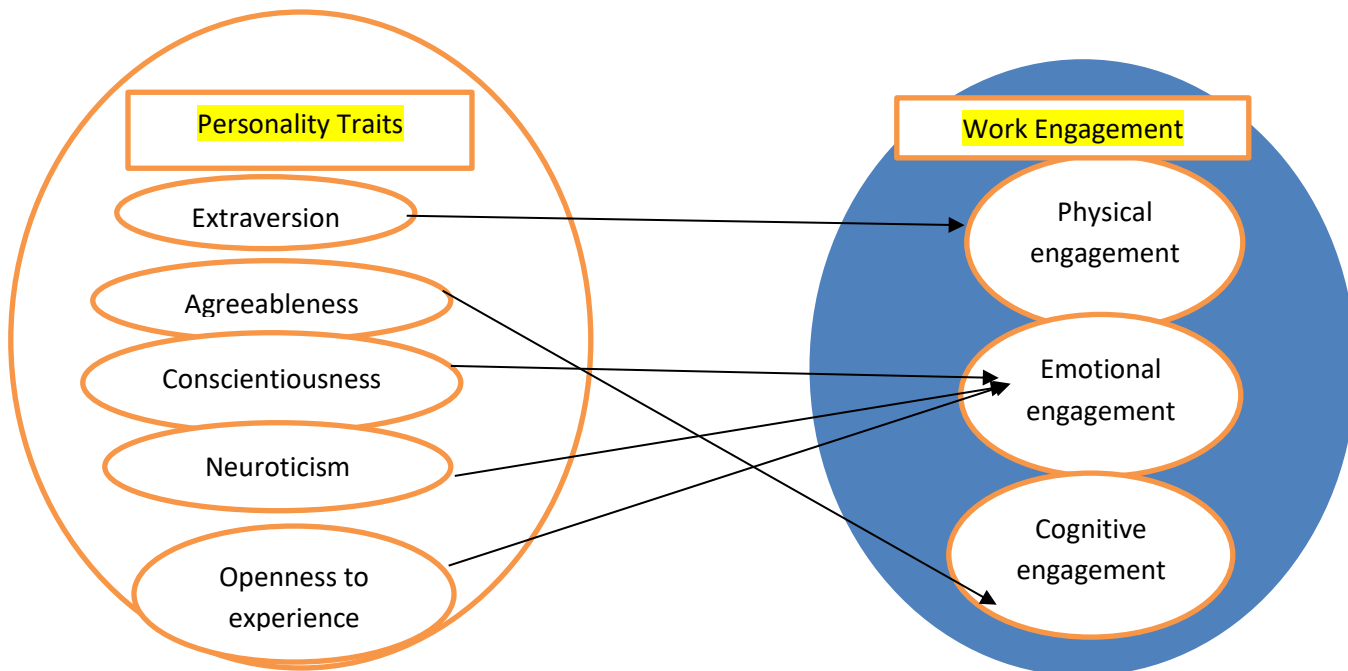 Personality Traits
Extraversion
Agreeableness
Conscientiousness
Neuroticism
Openness to
experience
Work Engagement
Physical
engagement
Emotional
engagement
Cognitive
engagement